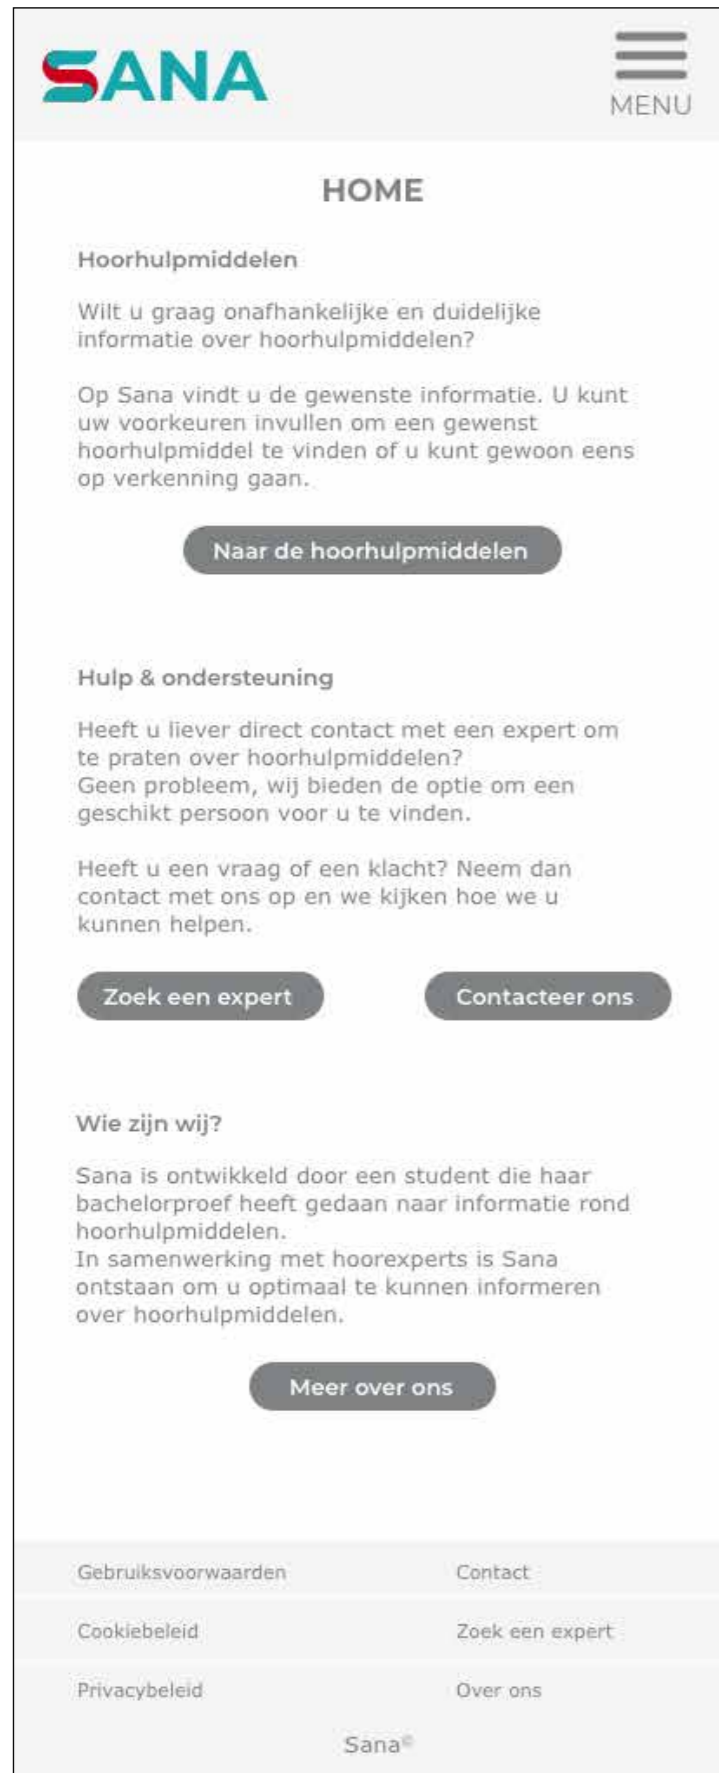 SANA
MENU
HOME
Hoorhulpmiddelen
Wilt u graag onafhankelijke en duidelijke
informatie over hoorhulpmiddelen?
Op Sana vindt u de gewenste informatie. U kunt
uw voorkeuren invullen om een gewenst
hoorhulpmiddel te vinden of u kunt gewoon eens
op verkenning gaan.
Naar de hoorhulpmiddelen
Hulp & ondersteuning
Heeft u liever direct contact met een expert om
te praten over hoorhulpmiddelen?
Geen probleem, wij bieden de optie om een
geschikt persoon voor u te vinden.
Heeft u een vraag of een klacht? Neem dan
contact met ons op en we kijken hoe we u
kunnen helpen.
Zoek een expert Contacteer ons
Wie zijn wij?
Sana is ontwikkeld door een student die haar
bachelorproef heeft gedaan naar informatie rond
hoorhulpmiddelen.
In samenwerking met hoorexperts is Sana
ontstaan om u optimaal te kunnen informeren
over hoorhulpmiddelen.
Meer over ons
Gebruiksvoorwaarden Contact
Cookiebeleid Zoek een expert
Privacybeleid Over ons
Sana©